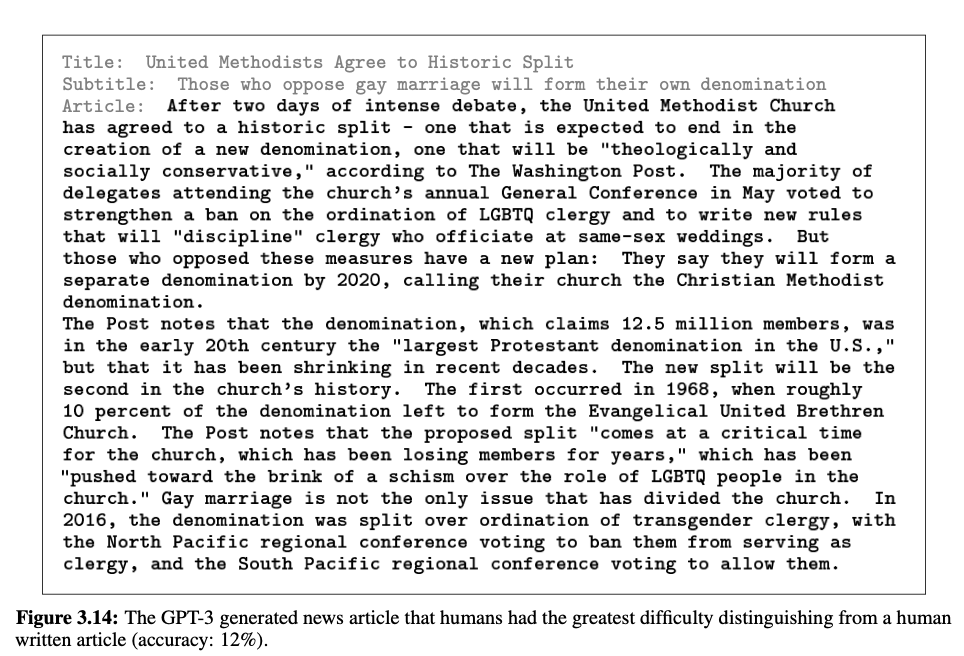 Title: United Methodists Agree to Historic Split
Subtitle: Those who oppose gay marriage will form their own denomination
Article: After two days of intense debate, the United Methodist Church
has agreed to a historic split - one that is expected to end in the
creation of a new denomination, one that will be "theologically and
socially conservative," according to The Washington Post. The majority of
delegates attending the church's annual General Conference in May voted to
strengthen a ban on the ordination of LGBTQ clergy and to write new rules
that will "discipline" clergy who officiate at same-sex weddings. But
those who opposed these measures have a new plan: They say they will form a
separate denomination by 2020, calling their church the Christian Methodist
denomination.
The Post notes that the denomination, which claims 12.5 million members, was
in the early 20th century the "largest Protestant denomination in the U.S.,"
but that it has been shrinking in recent decades. The new split will be the
second in the church's history. The first occurred in 1968, when roughly
10 percent of the denomination left to form the Evangelical United Brethren
Church. The Post notes that the proposed split "comes at a critical time
for the church, which has been losing members for years," which has been
"pushed toward the brink of a schism over the role of LGBTQ people in the
church." Gay marriage is not the only issue that has divided the church. In
2016, the denomination was split over ordination of transgender clergy, with
the North Pacific regional conference voting to ban them from serving as
clergy, and the South Pacific regional conference voting to allow them.
Figure 3.14: The GPT-3 generated news article that humans had the greatest difficulty distinguishing from a human
written article (accuracy: 12%).